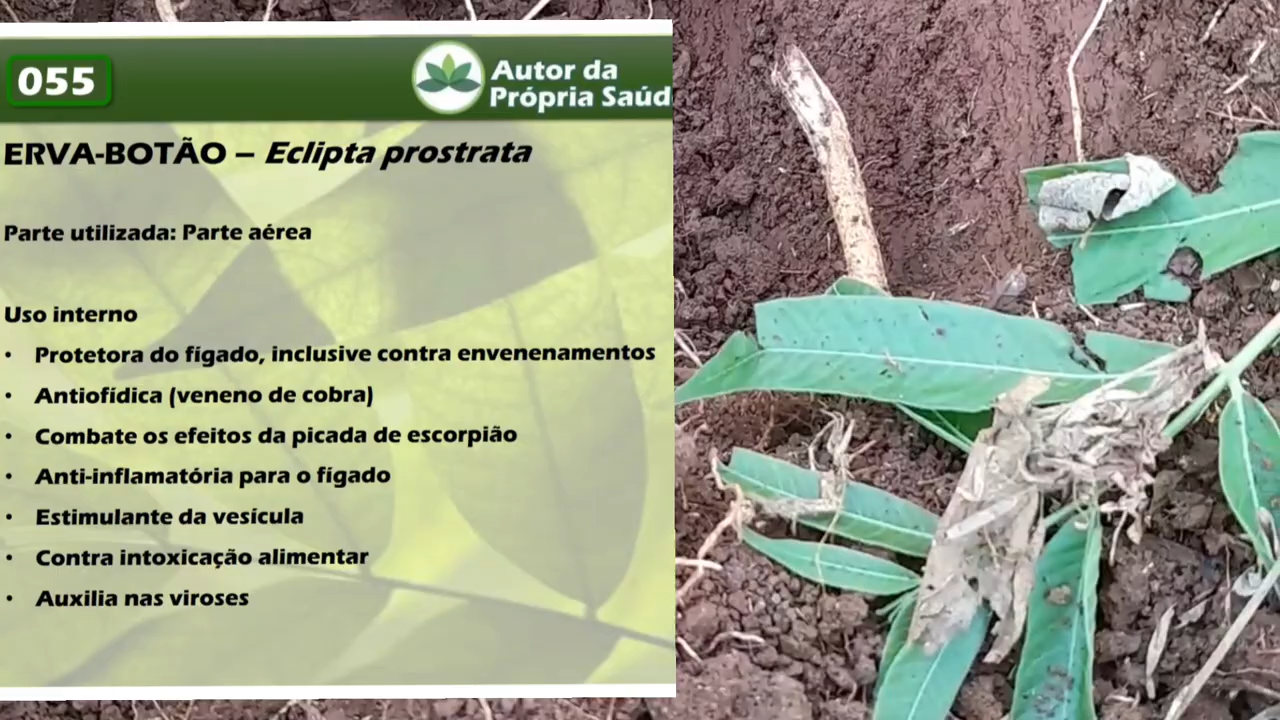 055
Autor da
Própria Saúd
ERVA-BOTÃO – Eclipta prostrata
Parte utilizada: Parte aérea
Uso interno
• Protetora do fígado, inclusive contra envenenamentos
• Antiofídica (veneno de cobra)
• Combate os efeitos da picada de escorpião
• Anti-inflamatória para o fígado
• Estimulante da vesícula
• Contra intoxicação alimentar
• Auxilia nas viroses